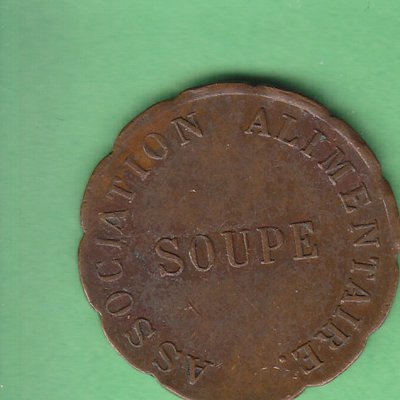 ASSOCIATION ALIMENTAIRE.
SOUPE